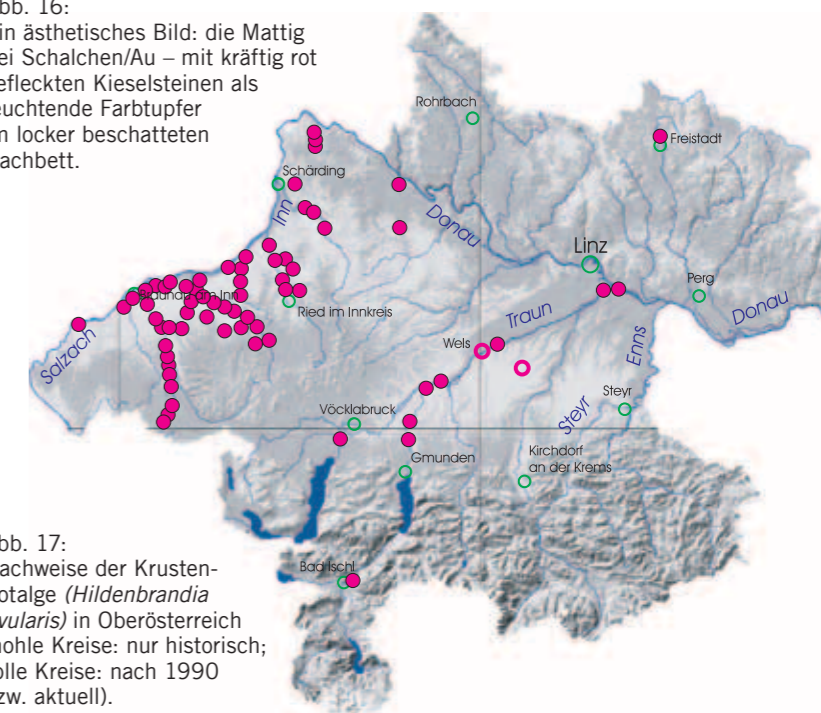 bb. 16:
in ästhetisches Bild: die Mattig
ei Schalchen/Au – mit kräftig rot
efleckten Kieselsteinen als
euchtende Farbtupfer
m locker beschatteten
achbett.
Rohrbach
Freistadt
Schärding
Inn
Donau
Linz
Perg
Donau
Braunau am Inn
Ried im Innkreis
Traun
Enns
Salzach
Wels
Steyr
Steyr
Vöcklabruck
Gmunden
Kirchdorf
an der Krems
Bad Ischl
bb. 17:
achweise der Krusten-
otalge (Hildenbrandia
vularis) in Oberösterreich
ohle Kreise: nur historisch;
olle Kreise: nach 1990
zw. aktuell).